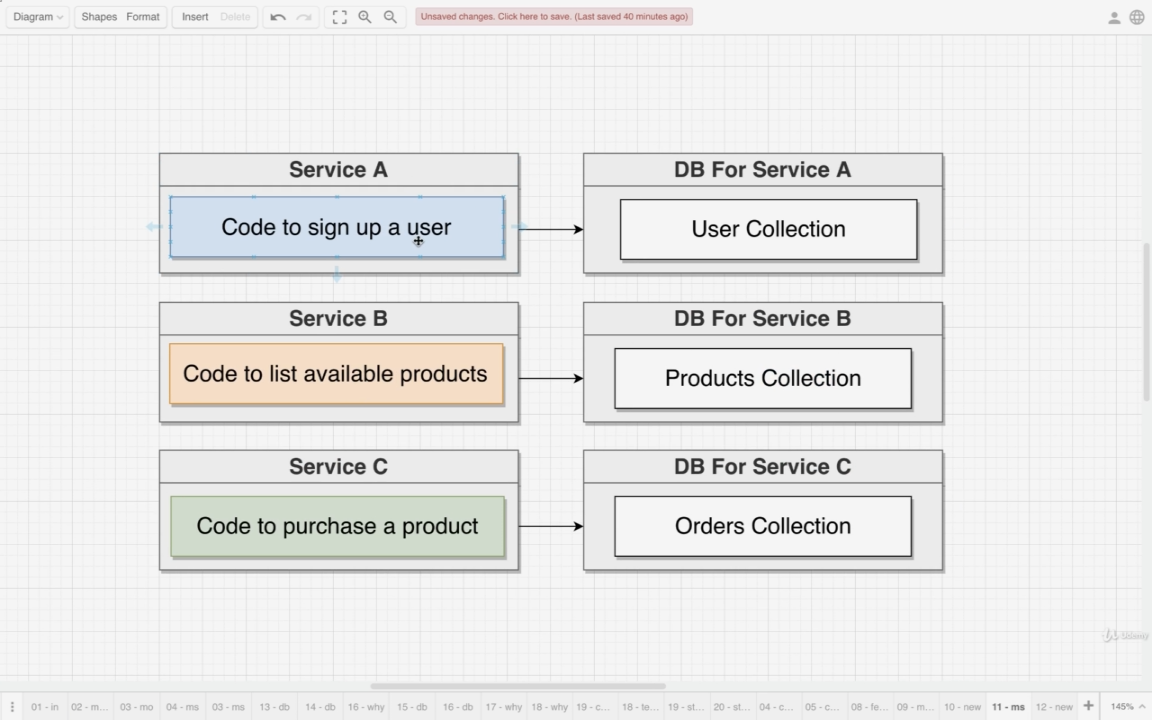 Diagram
Shapes
Format
Insert
Delete
Unsaved changes. Click here to save. (Last saved 40 minutes ago)
Service A
DB For Service A
Code to sign up a user
User Collection
Service B
DB For Service B
Code to list available products
Products Collection
Service C
DB For Service C
Code to purchase a product
Orders Collection
Udemy
01 - in
02 - m...
03 - mo
04 - ms
03 - ms
13 - db
14 - db
16 - why
15 - db
16 - db
17 - why
18 - why
19 - c...
18 - te...
19 - st...
20 - st...
04 - c...
05 - c...
08 - fe...
09 - m...
10 - new
11 - ms
12 - new
145%